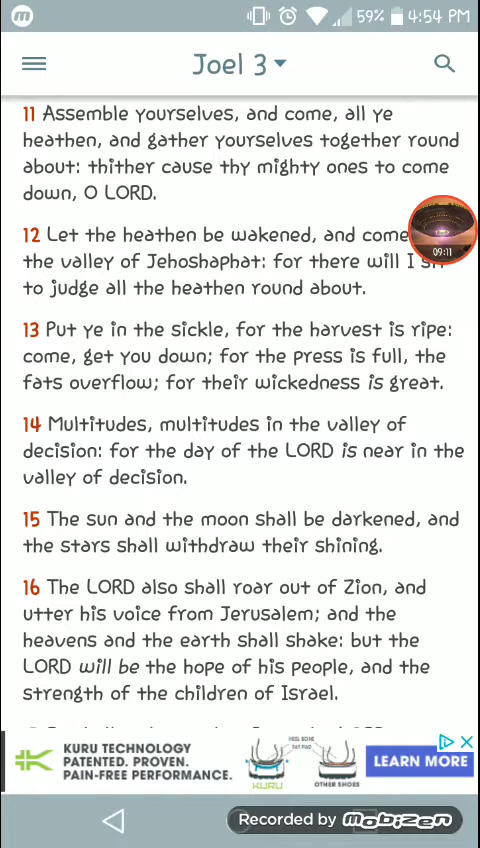 59% 4:54 PM
Joel 3
11 Assemble yourselves, and come, all ye
heathen, and gather yourselves together round
about: thither cause thy mighty ones to come
down, O LORD.
12 Let the heathen be wakened, and come
the valley of Jehoshaphat: for there will I sit
to judge all the heathen round about.
09:11
13 Put ye in the sickle, for the harvest is ripe:
come, get you down; for the press is full, the
fats overflow; for their wickedness is great.
14 Multitudes, multitudes in the valley of
decision: for the day of the LORD is near in the
valley of decision.
15 The sun and the moon shall be darkened, and
the stars shall withdraw their shining.
16 The LORD also shall roar out of Zion, and
utter his voice from Jerusalem; and the
heavens and the earth shall shake: but the
LORD will be the hope of his people, and the
strength of the children of Israel.
KURU TECHNOLOGY
PATENTED. PROVEN.
PAIN-FREE PERFORMANCE.
HEEL BONE
FAT PAD
KURU
OTHER SHOES
LEARN MORE
Recorded by mobizen